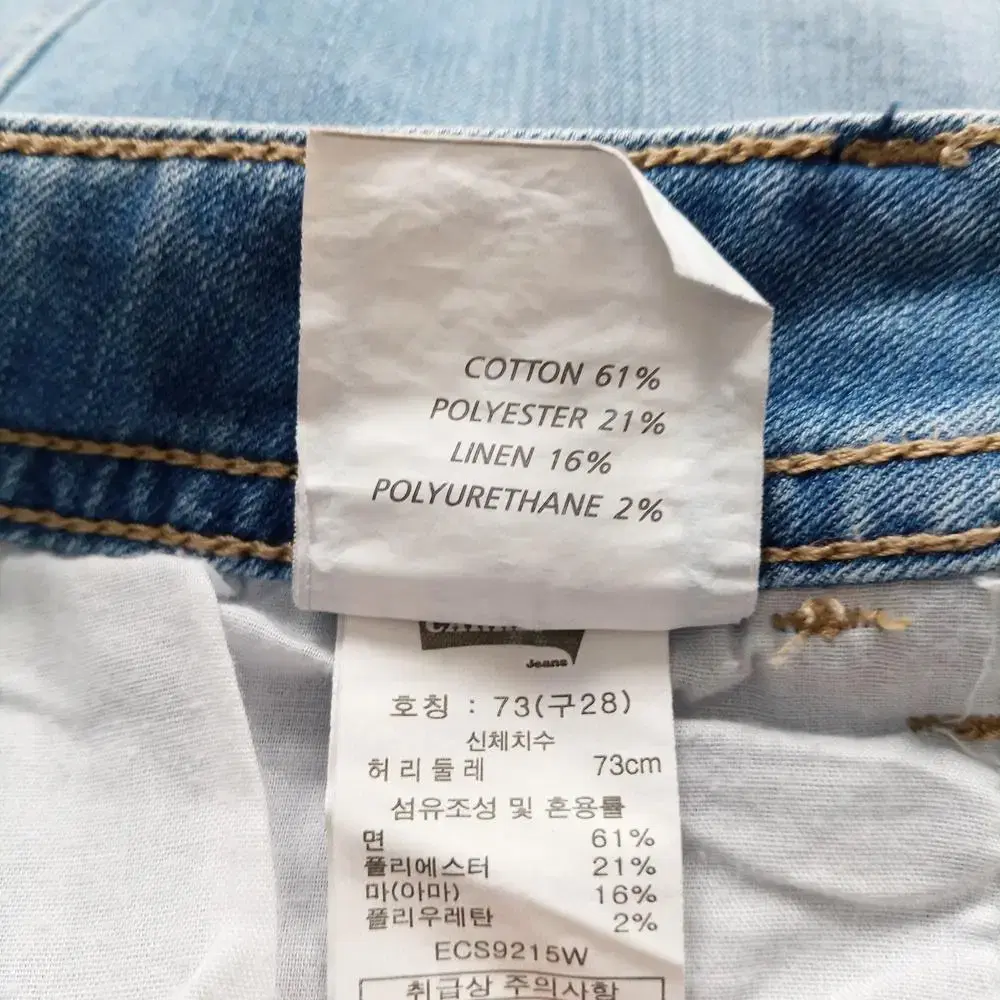 COTTON 61%
POLYESTER 21%
LINEN 16%
POLYURETHANE 2%
Jeans
호칭 : 73(구28)
신체치수
허리둘레 73cm
섬유조성 및 혼용률
면 61%
폴리에스터 21%
마(아마) 16%
폴리우레탄 2%
ECS9215W
취급상 주의사항